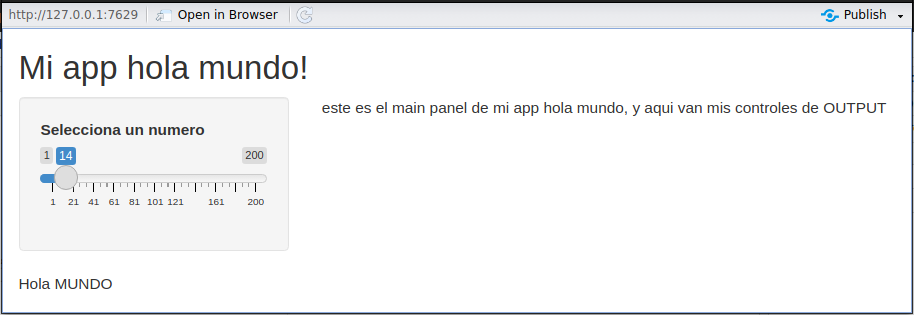 http://127.0.0.1:7629 Open in Browser Publish
Mi app hola mundo!
este es el main panel de mi app hola mundo, y aqui van mis controles de OUTPUT
Selecciona un numero
1 14 200
1 21 41 61 81 101 121 161 200
Hola MUNDO